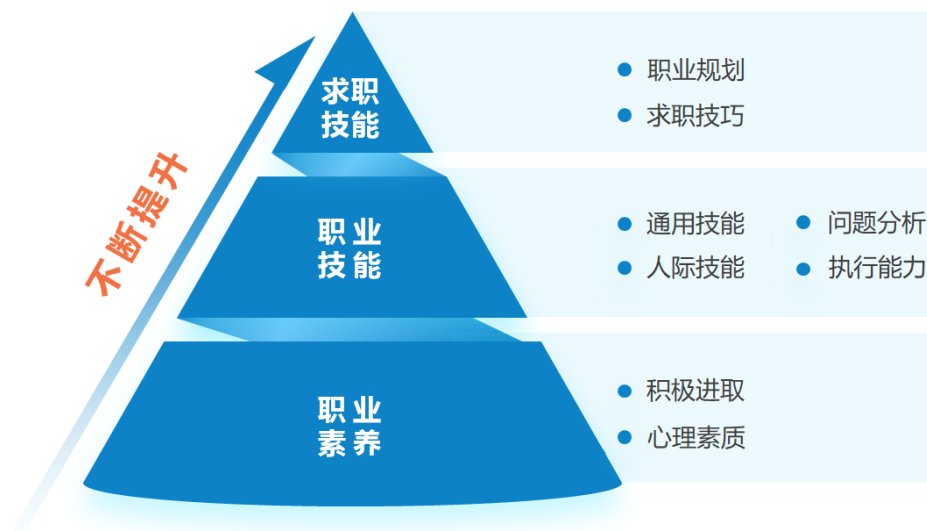 不断提升
求职
技能
职业规划
求职技巧
职业
技能
通用技能
问题分析
人际技能
执行能力
职业
素养
积极进取
心理素质